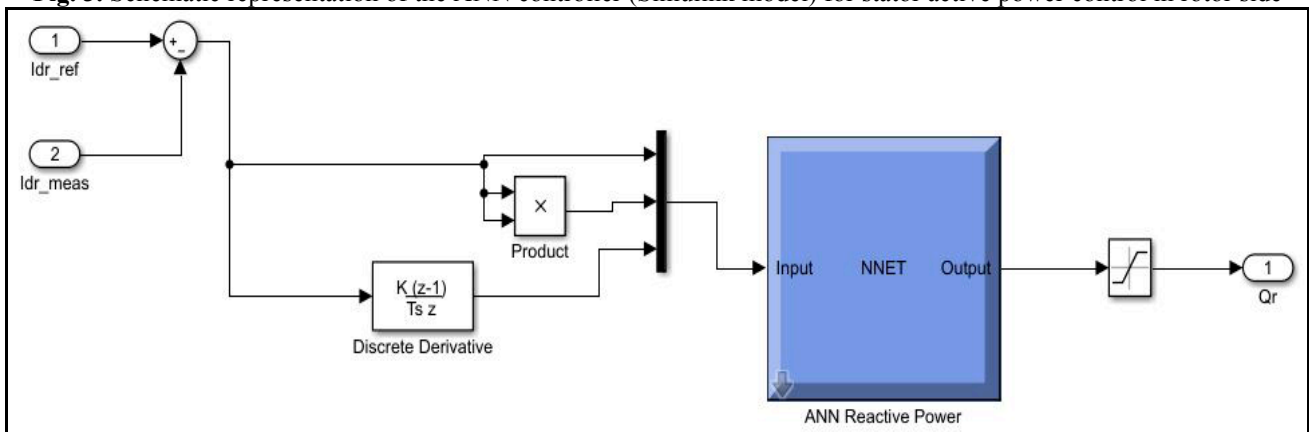 Fig. 5. Schematic representation of the ANN controller (Simulink model) for stator active power control in rotor side
1
Idr_ref
+
-
2
Idr_meas
×
Product
K (z-1)
Ts z
Discrete Derivative
Input
NNET
Output
ANN Reactive Power
1
Qr